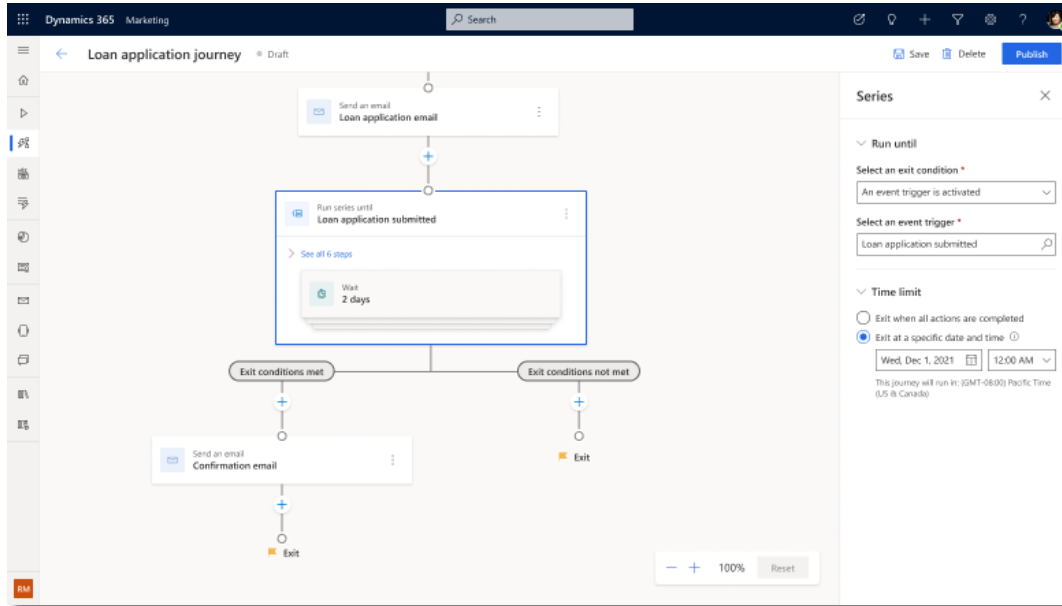 Dynamics 365 Marketing
Search
?
Loan application journey
Draft
Save
Delete
Publish
Send an email
Loan application email
Run series until
Loan application submitted
See all 6 steps
Wait
2 days
Exit conditions met
Exit conditions not met
Send an email
Confirmation email
Exit
Exit
100%
Reset
RM
Series
Run until
Select an exit condition *
An event trigger is activated
Select an event trigger *
Loan application submitted
Time limit
Exit when all actions are completed
Exit at a specific date and time
Wed, Dec 1, 2021
12:00 AM
This journey will run in: (GMT-08:00) Pacific Time
(US & Canada)